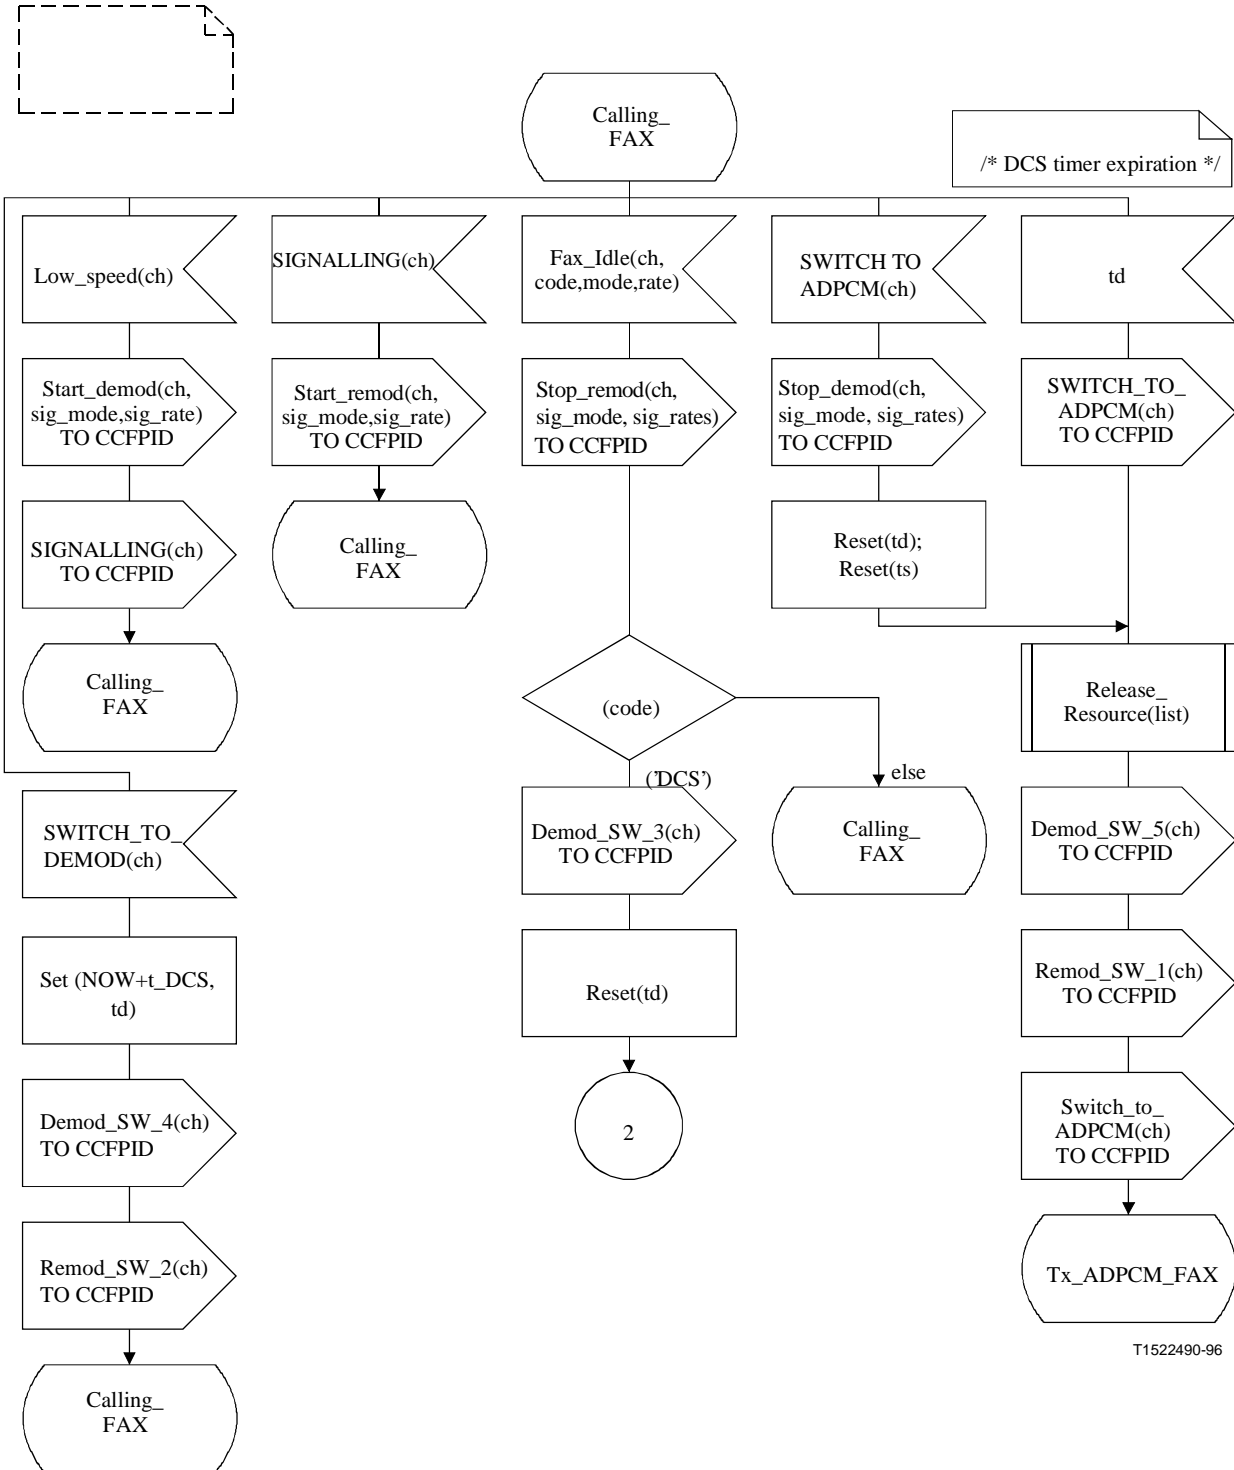 Calling_
FAX
/* DCS timer expiration */
Low_speed(ch)
SIGNALLING(ch)
Fax_Idle(ch,
code,mode,rate)
SWITCH TO
ADPCM(ch)
td
Start_demod(ch,
sig_mode,sig_rate)
TO CCFPID
Start_remod(ch,
sig_mode,sig_rate)
TO CCFPID
Stop_remod(ch,
sig_mode, sig_rates)
TO CCFPID
Stop_demod(ch,
sig_mode, sig_rates)
TO CCFPID
SWITCH_TO_
ADPCM(ch)
TO CCFPID
SIGNALLING(ch)
TO CCFPID
Calling_
FAX
Reset(td);
Reset(ts)
Calling_
FAX
(code)
Release_
Resource(list)
('DCS')
else
SWITCH_TO_
DEMOD(ch)
Demod_SW_3(ch)
TO CCFPID
Calling_
FAX
Demod_SW_5(ch)
TO CCFPID
Set (NOW+t_DCS,
td)
Reset(td)
Remod_SW_1(ch)
TO CCFPID
Demod_SW_4(ch)
TO CCFPID
2
Switch_to_
ADPCM(ch)
TO CCFPID
Remod_SW_2(ch)
TO CCFPID
Tx_ADPCM_FAX
T1522490-96
Calling_
FAX